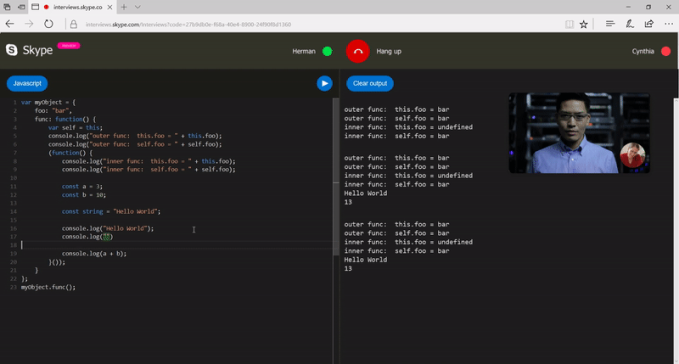 interviews.skype.co
interviews.skype.com/interviews?code=
Skype
Herman
Hang up
Cynthia
Javascript
Clear output
1 var myObject = {
2 foo: "bar",
3 func: function() {
4 var self = this;
5 console.log("outer func:  this.foo = " + this.foo);
6 console.log("outer func:  self.foo = " + self.foo);
7 (function() {
8 console.log("inner func:  this.foo = " + this.foo);
9 console.log("inner func:  self.foo = " + self.foo);
10
11 const a = 3;
12 const b = 10;
13
14 const string = "Hello world";
15
16 console.log("Hello World");
17 console.log("")
18
19 console.log(a + b);
20 }());
21 }
22 };
23 myObject.func();
outer func:  this.foo = bar
outer func:  self.foo = bar
inner func:  this.foo = undefined
inner func:  self.foo = bar
outer func:  this.foo = bar
outer func:  self.foo = bar
inner func:  this.foo = undefined
inner func:  self.foo = bar
Hello World
13
outer func:  this.foo = bar
outer func:  self.foo = bar
inner func:  this.foo = undefined
inner func:  self.foo = bar
Hello World
13